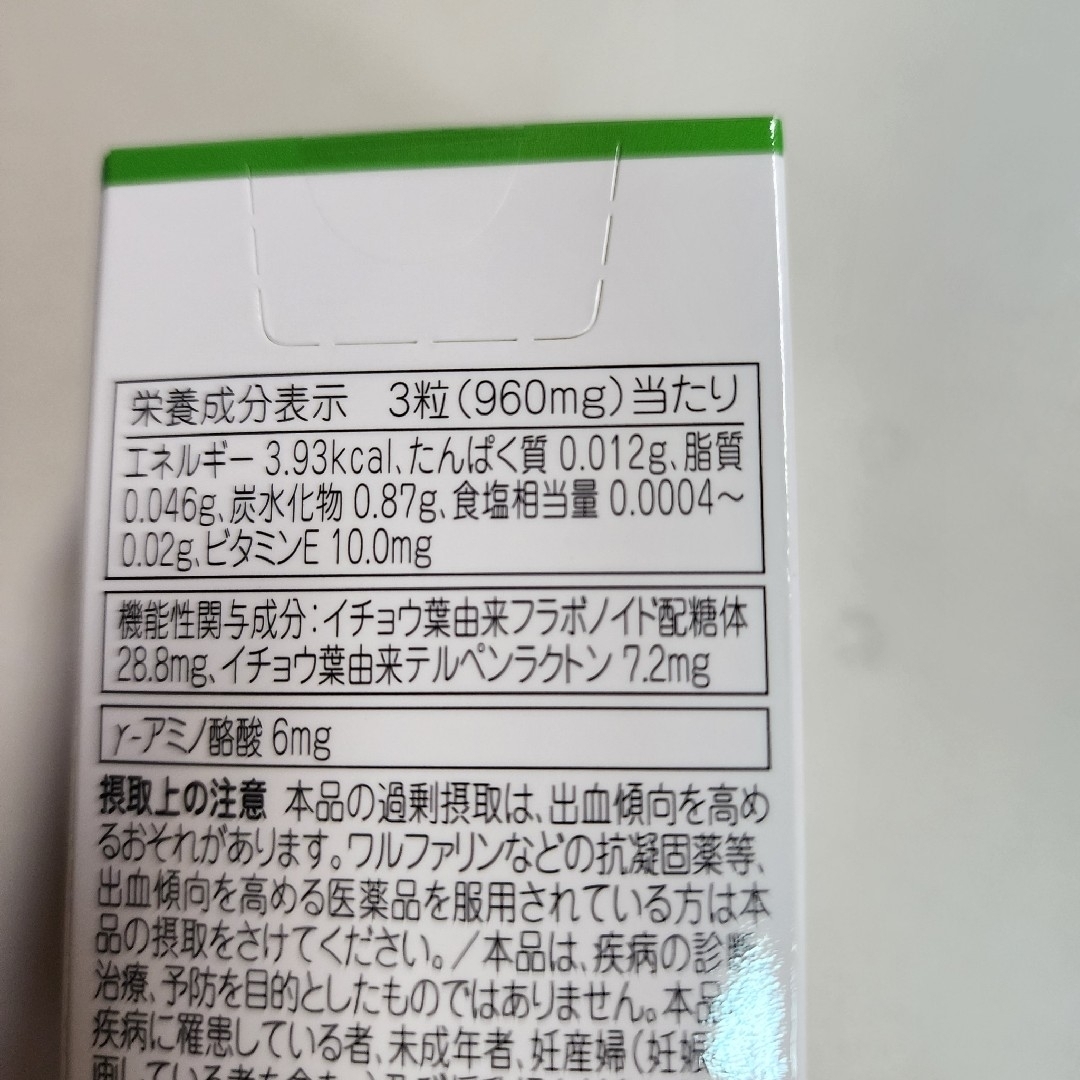 栄養成分表示 3粒(960mg)当たり
エネルギー 3.93kcal、たんぱく質 0.012g、脂質
0.046g、炭水化物 0.87g、食塩相当量 0.0004〜
0.02g、ビタミンE 10.0mg
機能性関与成分:イチョウ葉由来フラボノイド配糖体
28.8mg、イチョウ葉由来テルペンラクトン 7.2mg
γ-アミノ酪酸 6mg
摂取上の注意 本品の過剰摂取は、出血傾向を高め
るおそれがあります。ワルファリンなどの抗凝固薬等、
出血傾向を高める医薬品を服用されている方は本
品の摂取をさけてください。/本品は、疾病の診断
治療、予防を目的としたものではありません。本品
疾病に罹患している者、未成年者、妊産婦(妊娠
画している者を含む